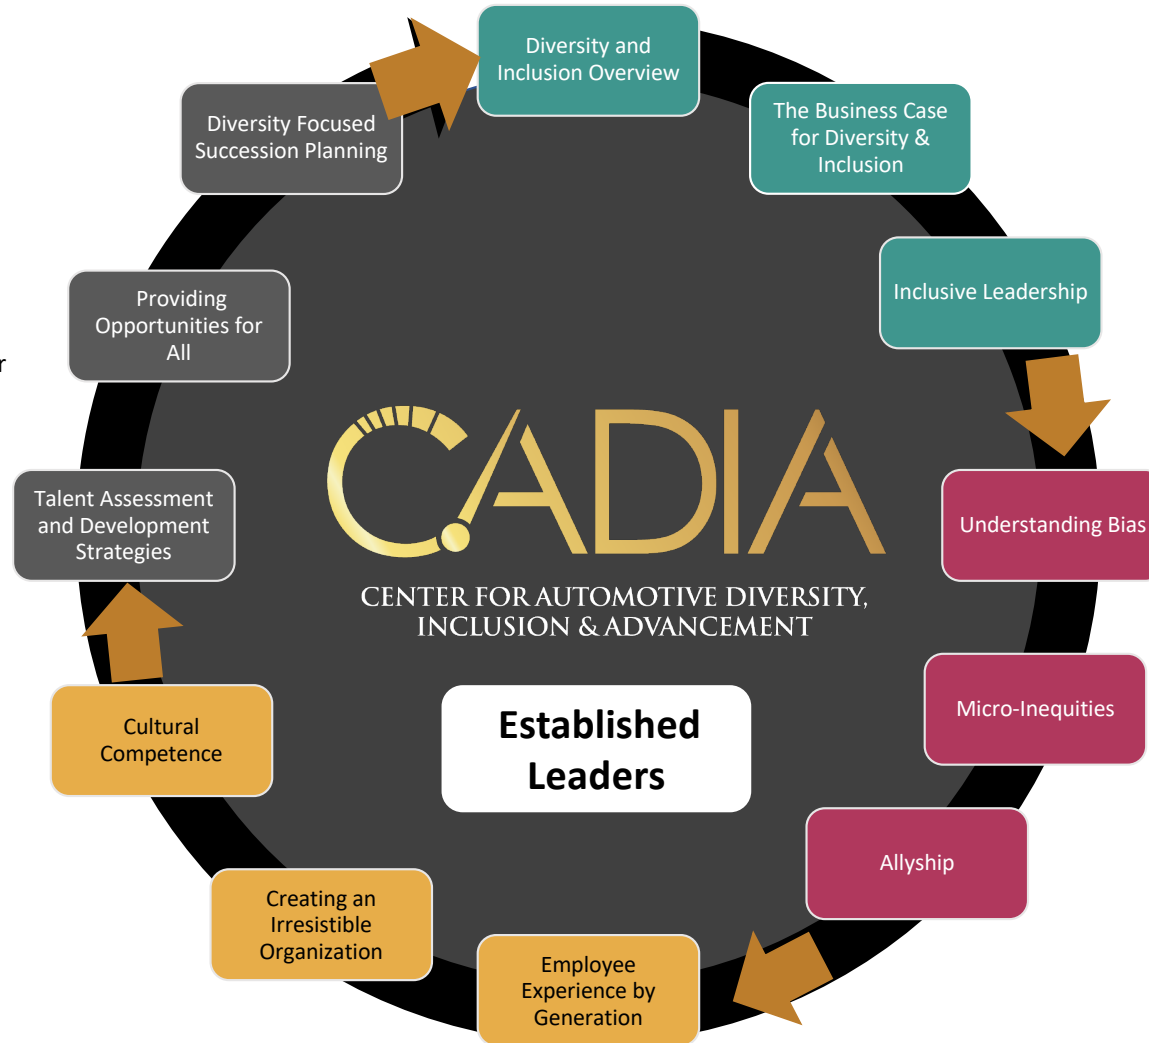 Diversity and
Inclusion Overview
The Business Case
for Diversity &
Inclusion
Inclusive Leadership
Understanding Bias
Micro-Inequities
Allyship
Employee
Experience by
Generation
Creating an
Irresistible
Organization
Cultural
Competence
Talent Assessment
and Development
Strategies
Providing
Opportunities for
All
Diversity Focused
Succession Planning
r
CADIA
CENTER FOR AUTOMOTIVE DIVERSITY,
INCLUSION & ADVANCEMENT
Established
Leaders